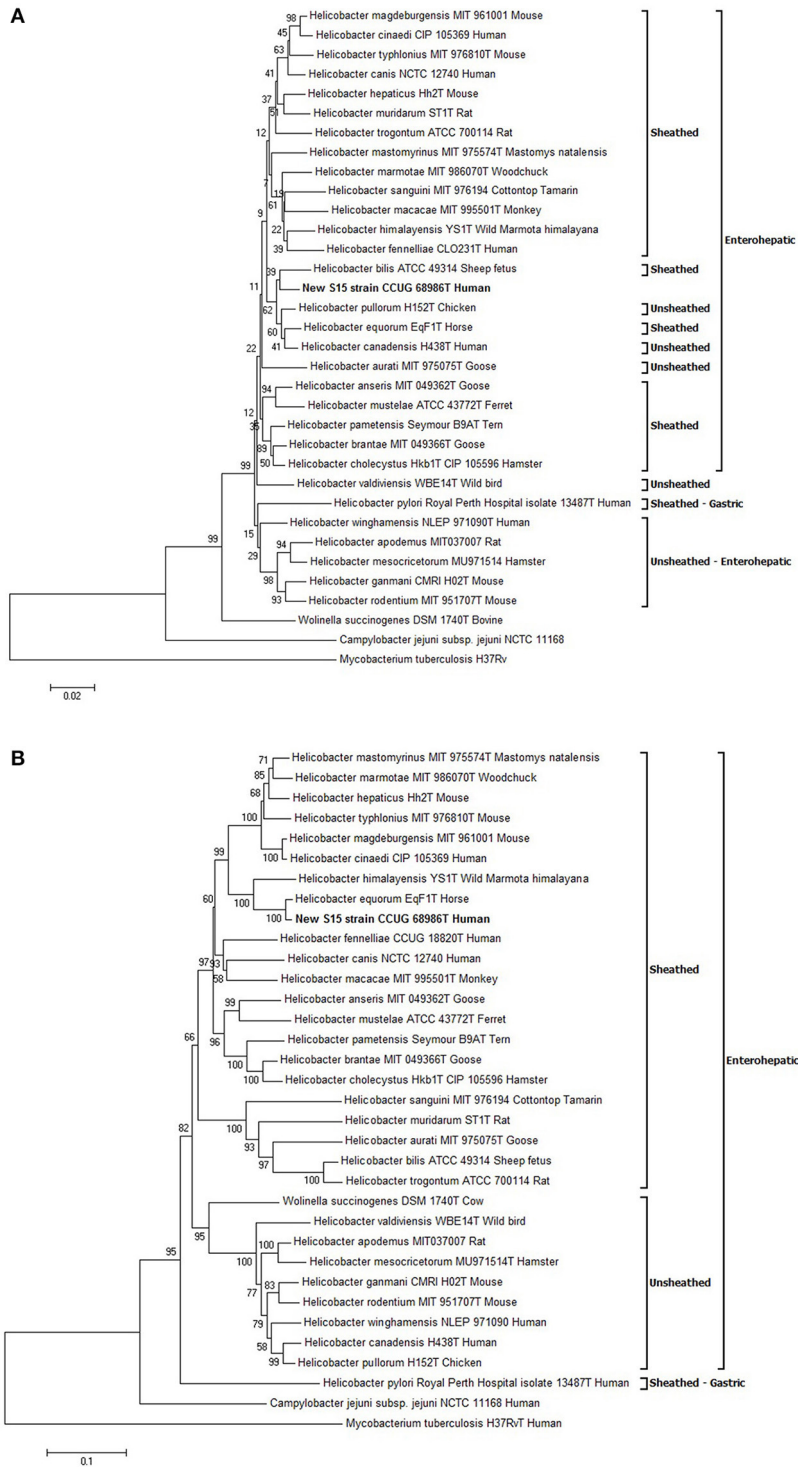 A
98 Helicobacter magdeburgensis MIT 961001 Mouse
45 Helicobacter cinaedi CIP 105369 Human
63 Helicobacter typhlonius MIT 976810T Mouse
41 Helicobacter canis NCTC 12740 Human
37 Helicobacter hepaticus Hh2T Mouse
51 Helicobacter muridarum ST1T Rat
12 Helicobacter trogontum ATCC 700114 Rat
Sheathed
Helicobacter mastomyrinus MIT 975574T Mastomys natalensis
7 Helicobacter marmotae MIT 986070T Woodchuck
19 Helicobacter sanguini MIT 976194 Cottontop Tamarin
61 Helicobacter macacae MIT 995501T Monkey
9
22 Helicobacter himalayensis YS1T Wild Marmota himalayana
39 Helicobacter fennelliae CLO231T Human
Enterohepatic
39 Helicobacter bilis ATCC 49314 Sheep fetus Sheathed
11 New S15 strain CCUG 68986T Human
62 Helicobacter pullorum H152T Chicken Unsheathed
60 Helicobacter equorum EqF1T Horse Sheathed
22 41 Helicobacter canadensis H438T Human Unsheathed
Helicobacter aurati MIT 975075T Goose Unsheathed
94 Helicobacter anseris MIT 049362T Goose
12 Helicobacter mustelae ATCC 43772T Ferret
35 Helicobacter pametensis Seymour B9AT Tern Sheathed
89 Helicobacter brantae MIT 049366T Goose
99 50 Helicobacter cholecystus Hkb1T CIP 105596 Hamster
Helicobacter valdiviensis WBE14T Wild bird Unsheathed
Helicobacter pylori Royal Perth Hospital isolate 13487T Human Sheathed - Gastric
15 Helicobacter winghamensis NLEP 971090T Human
99 94 Helicobacter apodemus MIT037007 Rat
29 Helicobacter mesocricetorum MU971514 Hamster Unsheathed - Enterohepatic
98 Helicobacter ganmani CMRI H02T Mouse
93 Helicobacter rodentium MIT 951707T Mouse
Wolinella succinogenes DSM 1740T Bovine
Campylobacter jejuni subsp. jejuni NCTC 11168
Mycobacterium tuberculosis H37Rv
0.02
B
71 Helicobacter mastomyrinus MIT 975574T Mastomys natalensis
85 Helicobacter marmotae MIT 986070T Woodchuck
68 Helicobacter hepaticus Hh2T Mouse
100 Helicobacter typhlonius MIT 976810T Mouse
Helicobacter magdeburgensis MIT 961001 Mouse
99 100 Helicobacter cinaedi CIP 105369 Human
Helicobacter himalayensis YS1T Wild Marmota himalayana
60 100 Helicobacter equorum EqF1T Horse
100 New S15 strain CCUG 68986T Human
Helicobacter fennelliae CCUG 18820T Human
97 93 Helicobacter canis NCTC 12740 Human
Sheathed
58 Helicobacter macacae MIT 995501T Monkey
99 Helicobacter anseris MIT 049362T Goose
Helicobacter mustelae ATCC 43772T Ferret
66 96 Helicobacter pametensis Seymour B9AT Tern
100 Helicobacter brantae MIT 049366T Goose
Enterohepatic
100 Helicobacter cholecystus Hkb1T CIP 105596 Hamster
Helicobacter sanguini MIT 976194 Cottontop Tamarin
100 Helicobacter muridarum ST1T Rat
82 93 Helicobacter aurati MIT 975075T Goose
97 Helicobacter bilis ATCC 49314 Sheep fetus
100 Helicobacter trogontum ATCC 700114 Rat
Wolinella succinogenes DSM 1740T Cow
95 Helicobacter valdiviensis WBE14T Wild bird
95 100 Helicobacter apodemus MIT037007 Rat
100 Helicobacter mesocricetorum MU971514T Hamster
83 Helicobacter ganmani CMRI H02T Mouse
Unsheathed
77 Helicobacter rodentium MIT 951707T Mouse
79 Helicobacter winghamensis NLEP 971090 Human
58 Helicobacter canadensis H438T Human
99 Helicobacter pullorum H152T Chicken
Helicobacter pylori Royal Perth Hospital isolate 13487T Human Sheathed - Gastric
Campylobacter jejuni subsp. jejuni NCTC 11168 Human
Mycobacterium tuberculosis H37RvT Human
0.1